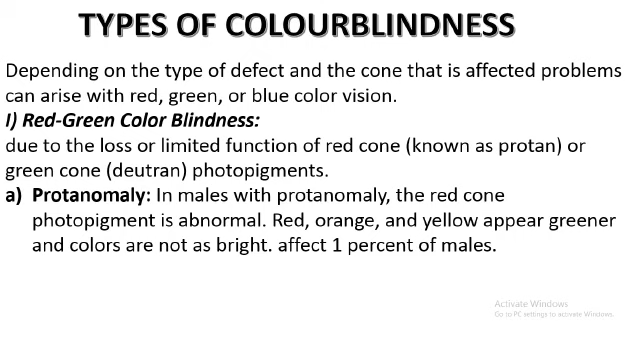 TYPES OF COLOURBLINDNESS
Depending on the type of defect and the cone that is affected problems
can arise with red, green, or blue color vision.
I) Red-Green Color Blindness:
due to the loss or limited function of red cone (known as protan) or
green cone (deutran) photopigments.
a) Protanomaly: In males with protanomaly, the red cone
photopigment is abnormal. Red, orange, and yellow appear greener
and colors are not as bright. affect 1 percent of males.
Activate Windows
Go to PC settings to activate Windows.